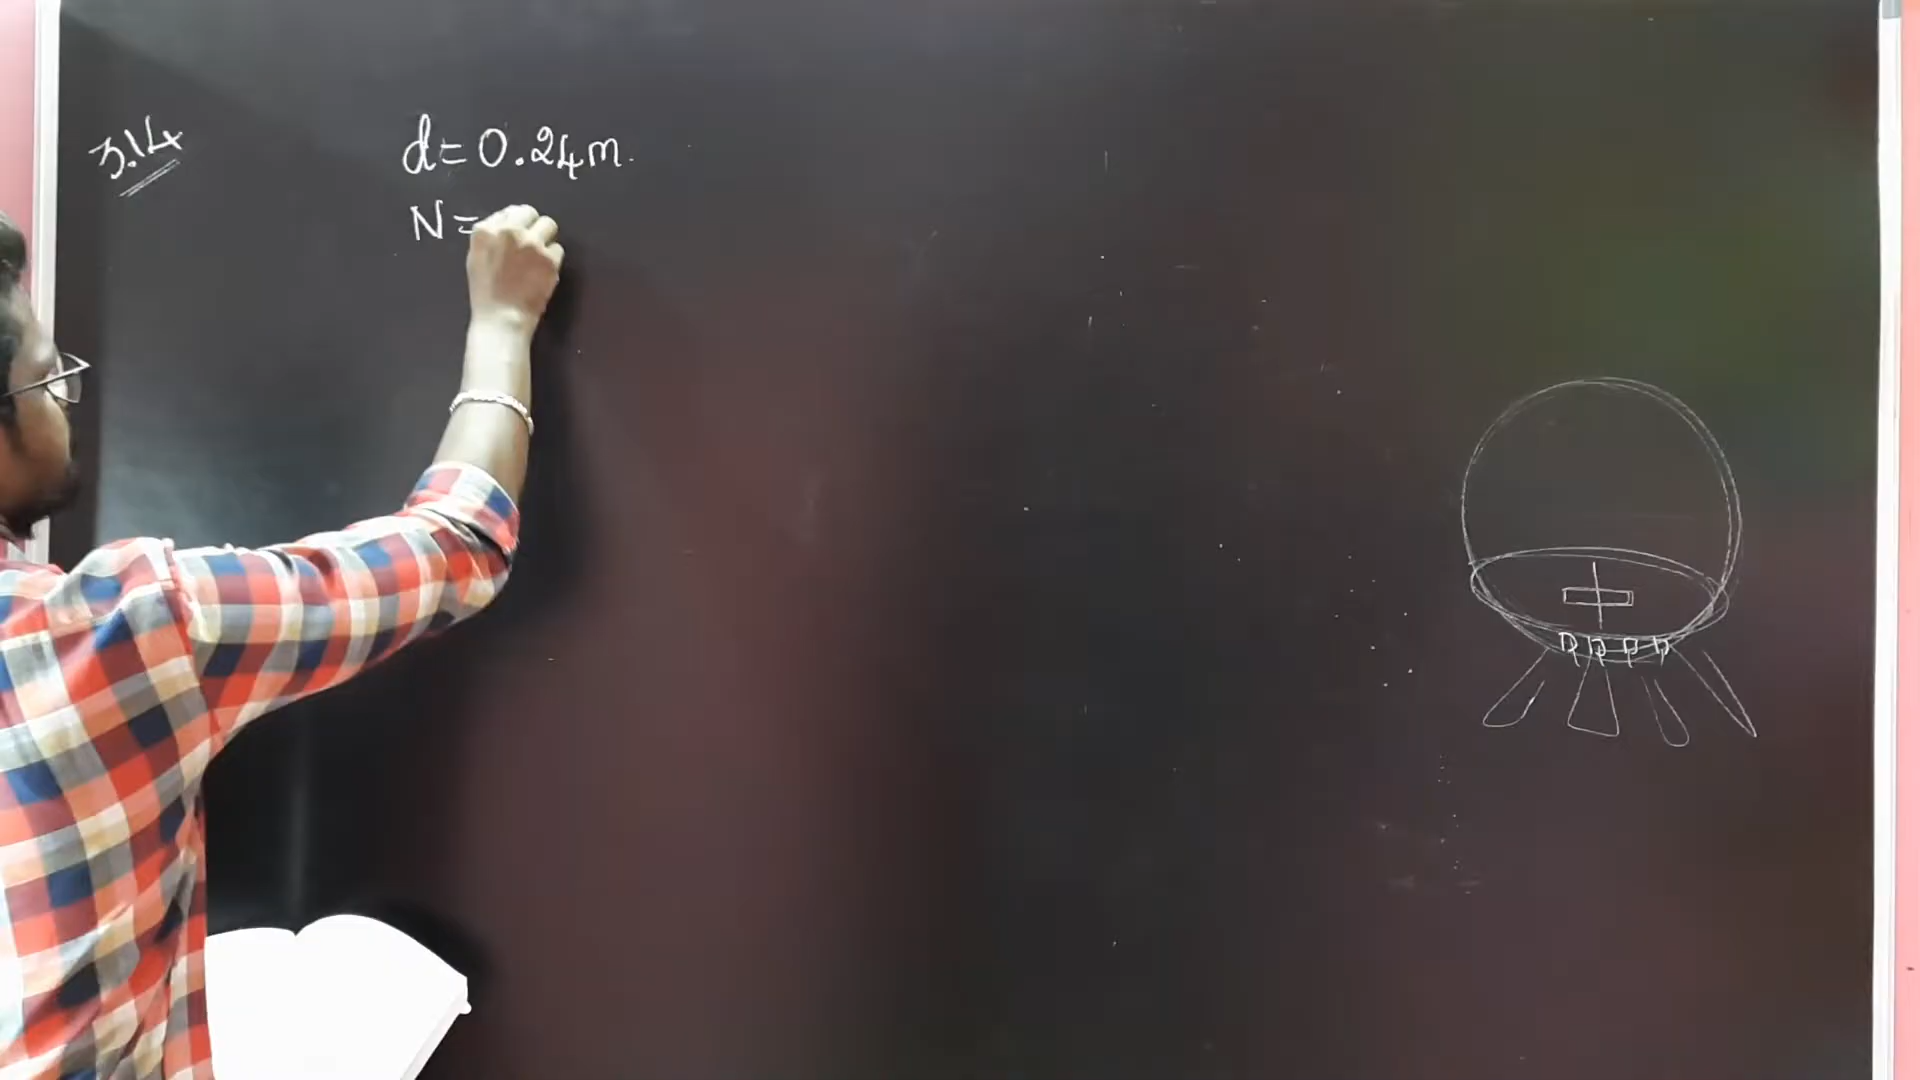 3.14
d = 0.24m.
N =